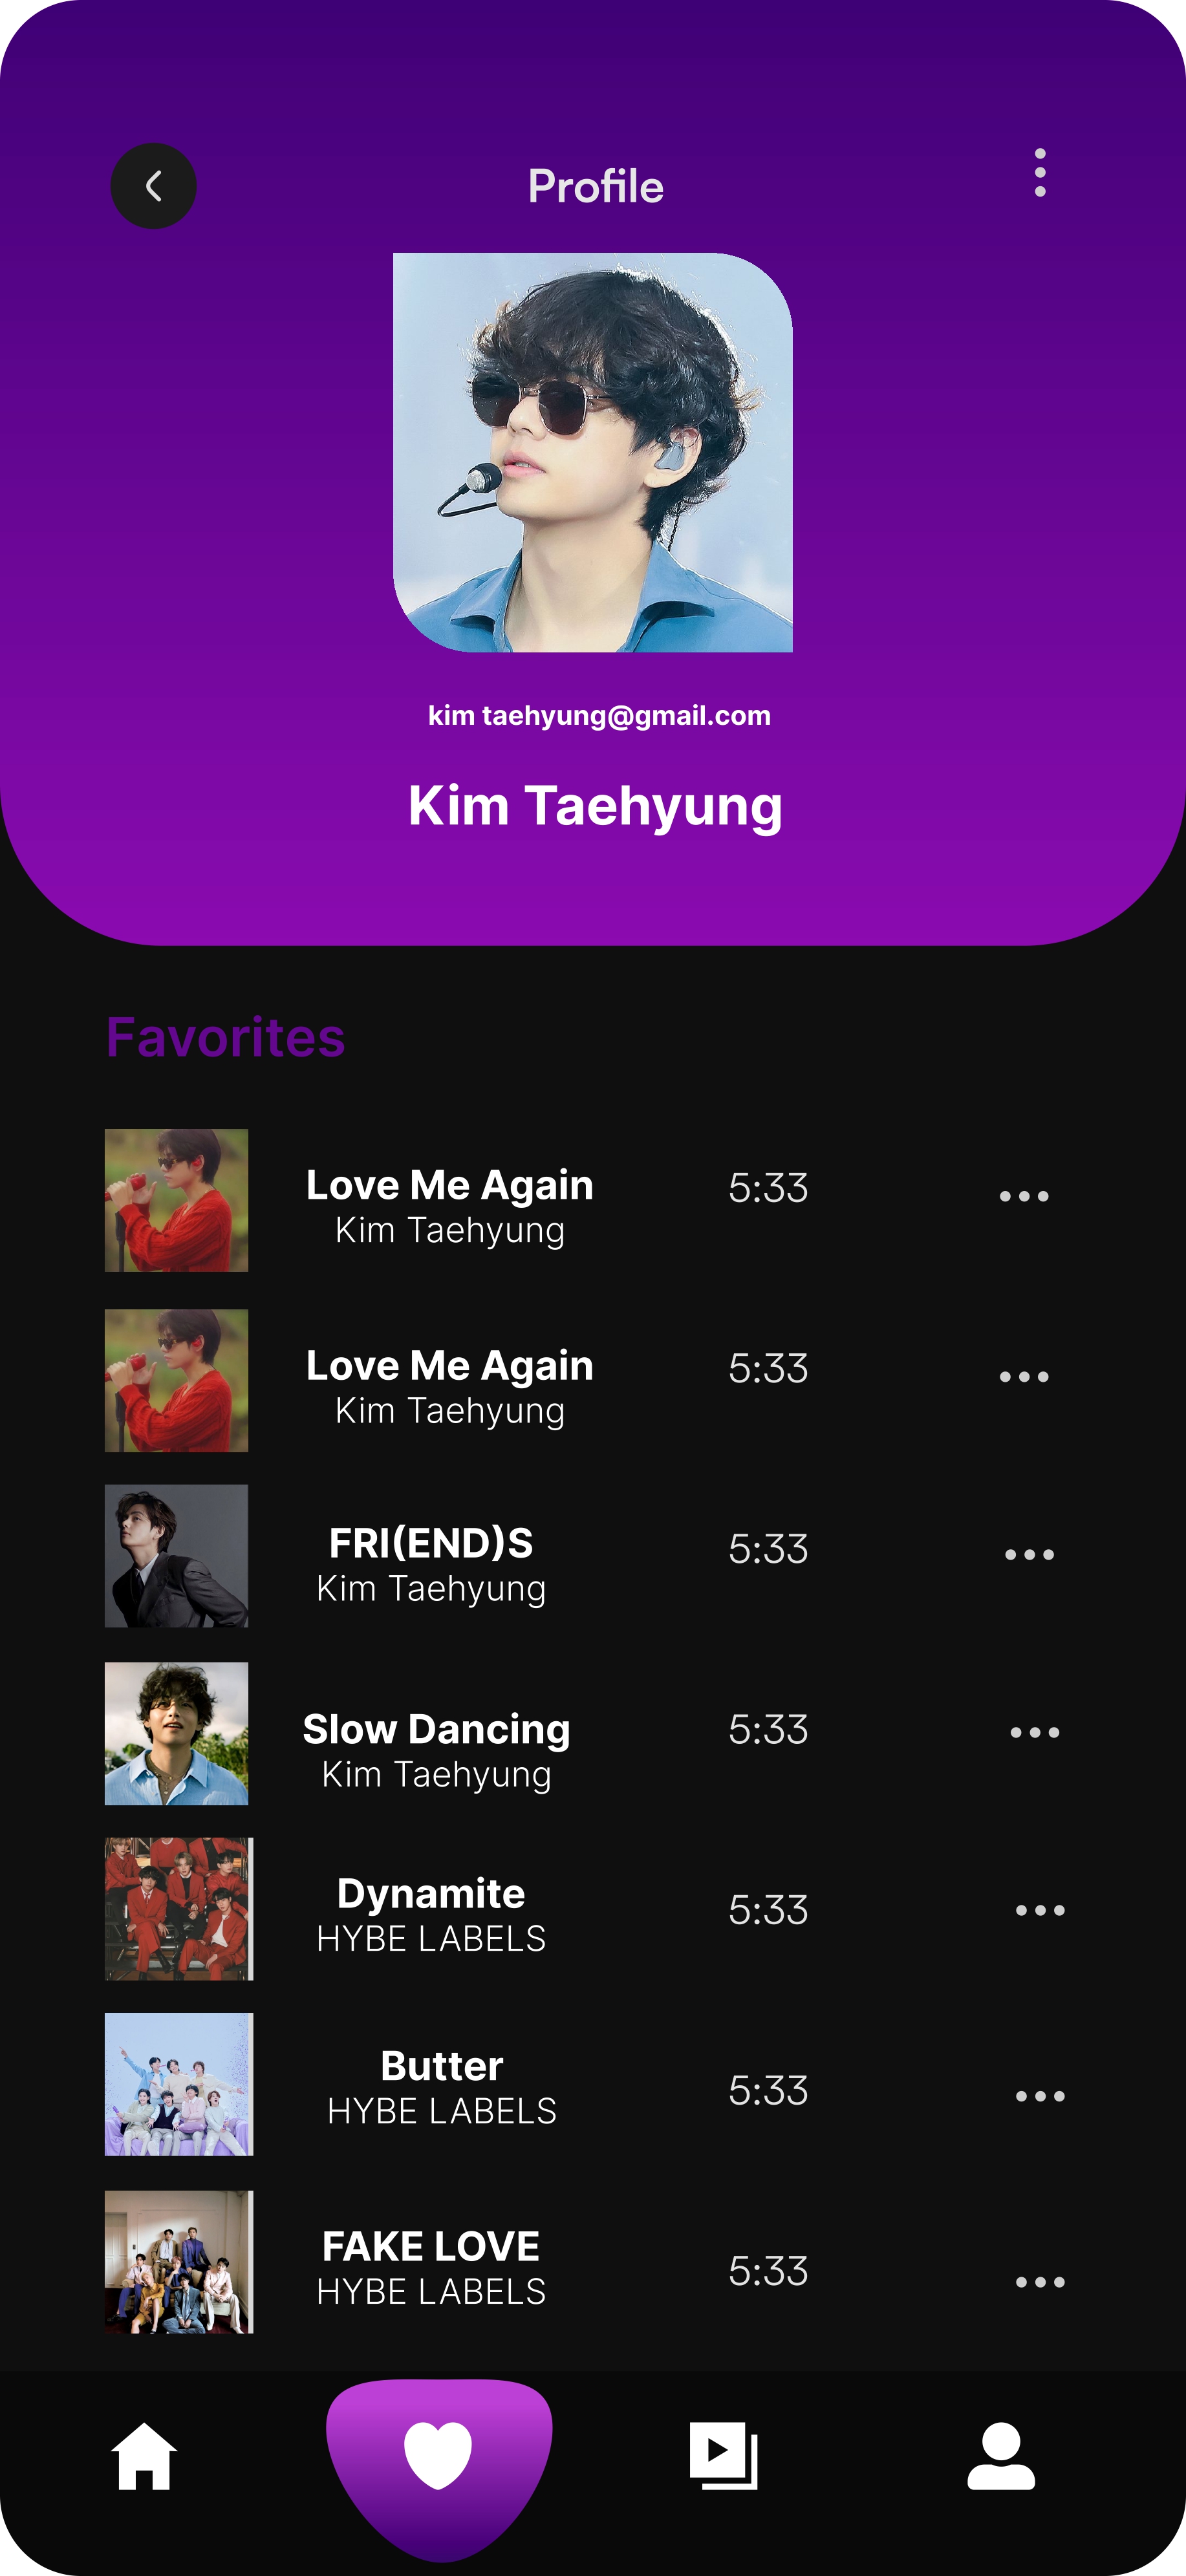 Profile
kim taehyung@gmail.com
Kim Taehyung
Favorites
Love Me Again
5:33
Kim Taehyung
Love Me Again
5:33
Kim Taehyung
FRI(END)S
5:33
Kim Taehyung
Slow Dancing
5:33
Kim Taehyung
Dynamite
5:33
HYBE LABELS
Butter
5:33
HYBE LABELS
FAKE LOVE
5:33
HYBE LABELS